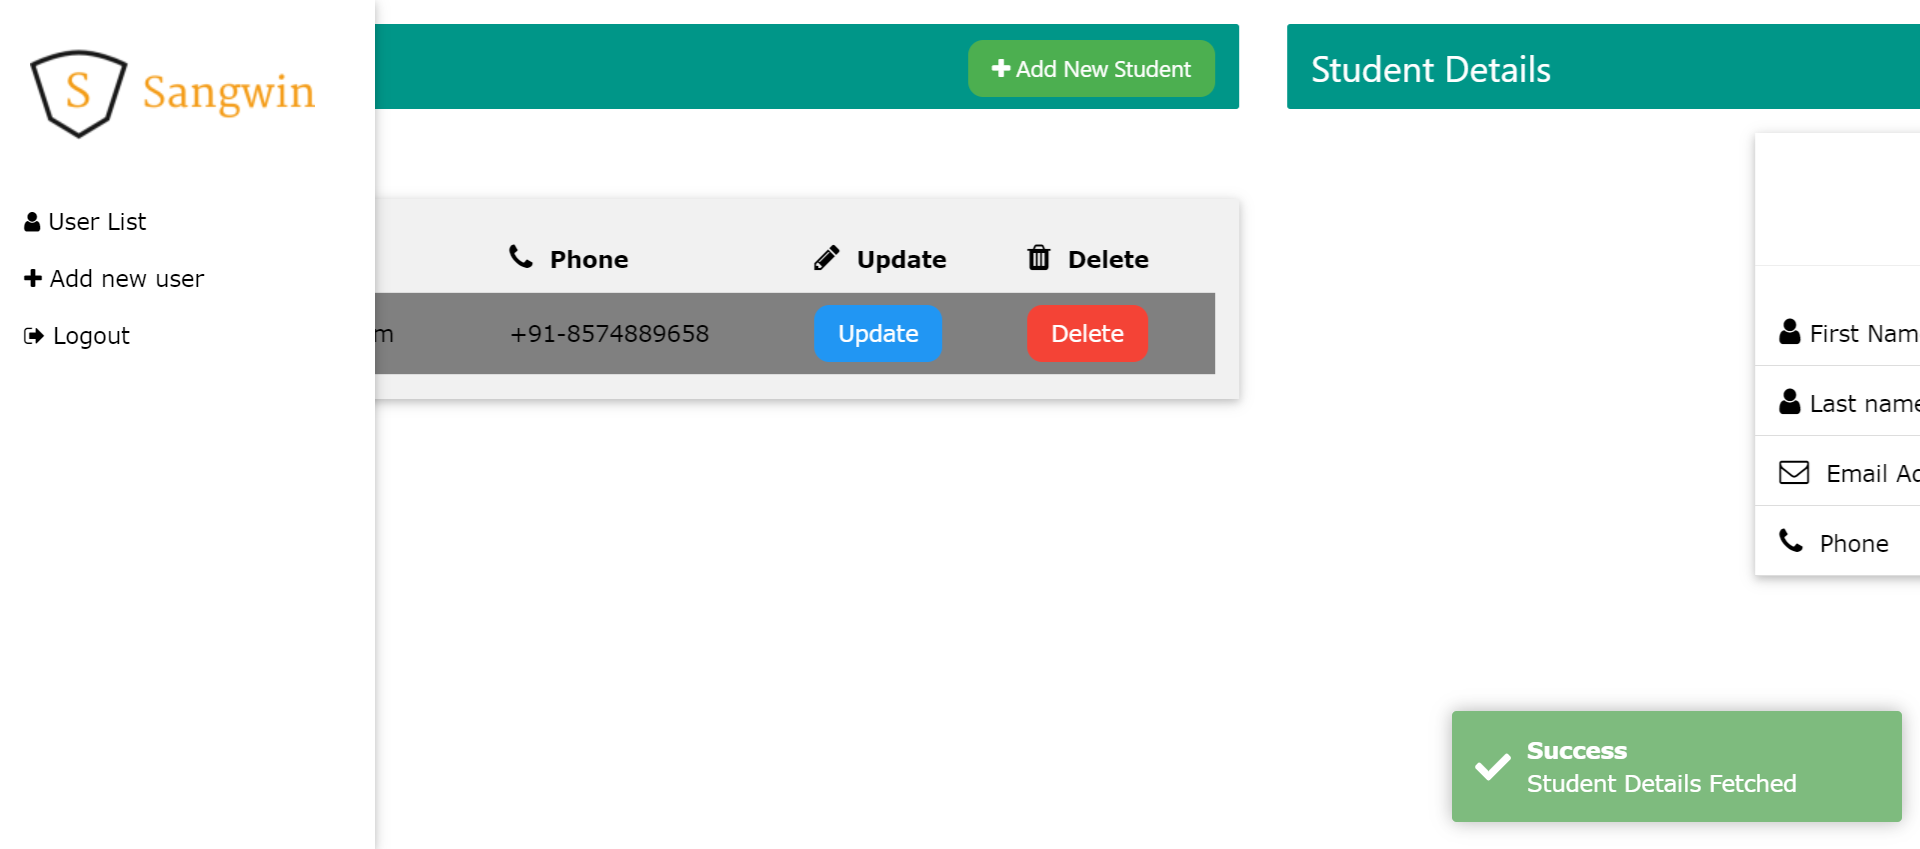 S Sangwin
User List
Add new user
Logout
Add New Student
Phone Update Delete
m +91-8574889658 Update Delete
Student Details
First Nam
Last name
Email Ad
Phone
Success
Student Details Fetched